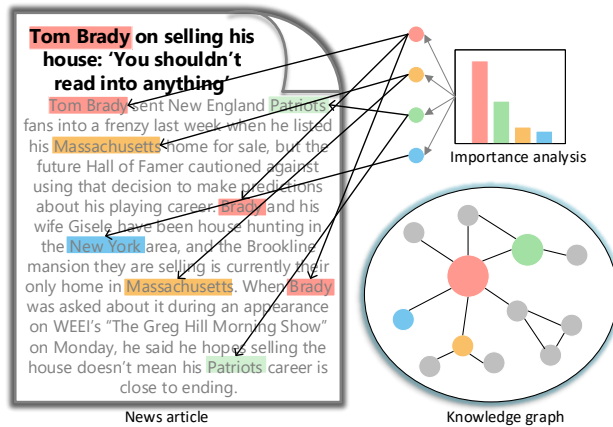 Tom Brady on selling his
house: ‘You shouldn’t
read into anything’
Tom Brady sent New England Patriots
fans into a frenzy last week when he listed
his Massachusetts home for sale, but the
future Hall of Famer cautioned against
using that decision to make predictions
about his playing career. Brady and his
wife Gisele have been house hunting in
the New York area, and the Brookline
mansion they are selling is currently their
only home in Massachusetts. When Brady
was asked about it during an appearance
on WEEI’s “The Greg Hill Morning Show”
on Monday, he said he hopes selling the
house doesn’t mean his Patriots career is
close to ending.
News article
Importance analysis
Knowledge graph